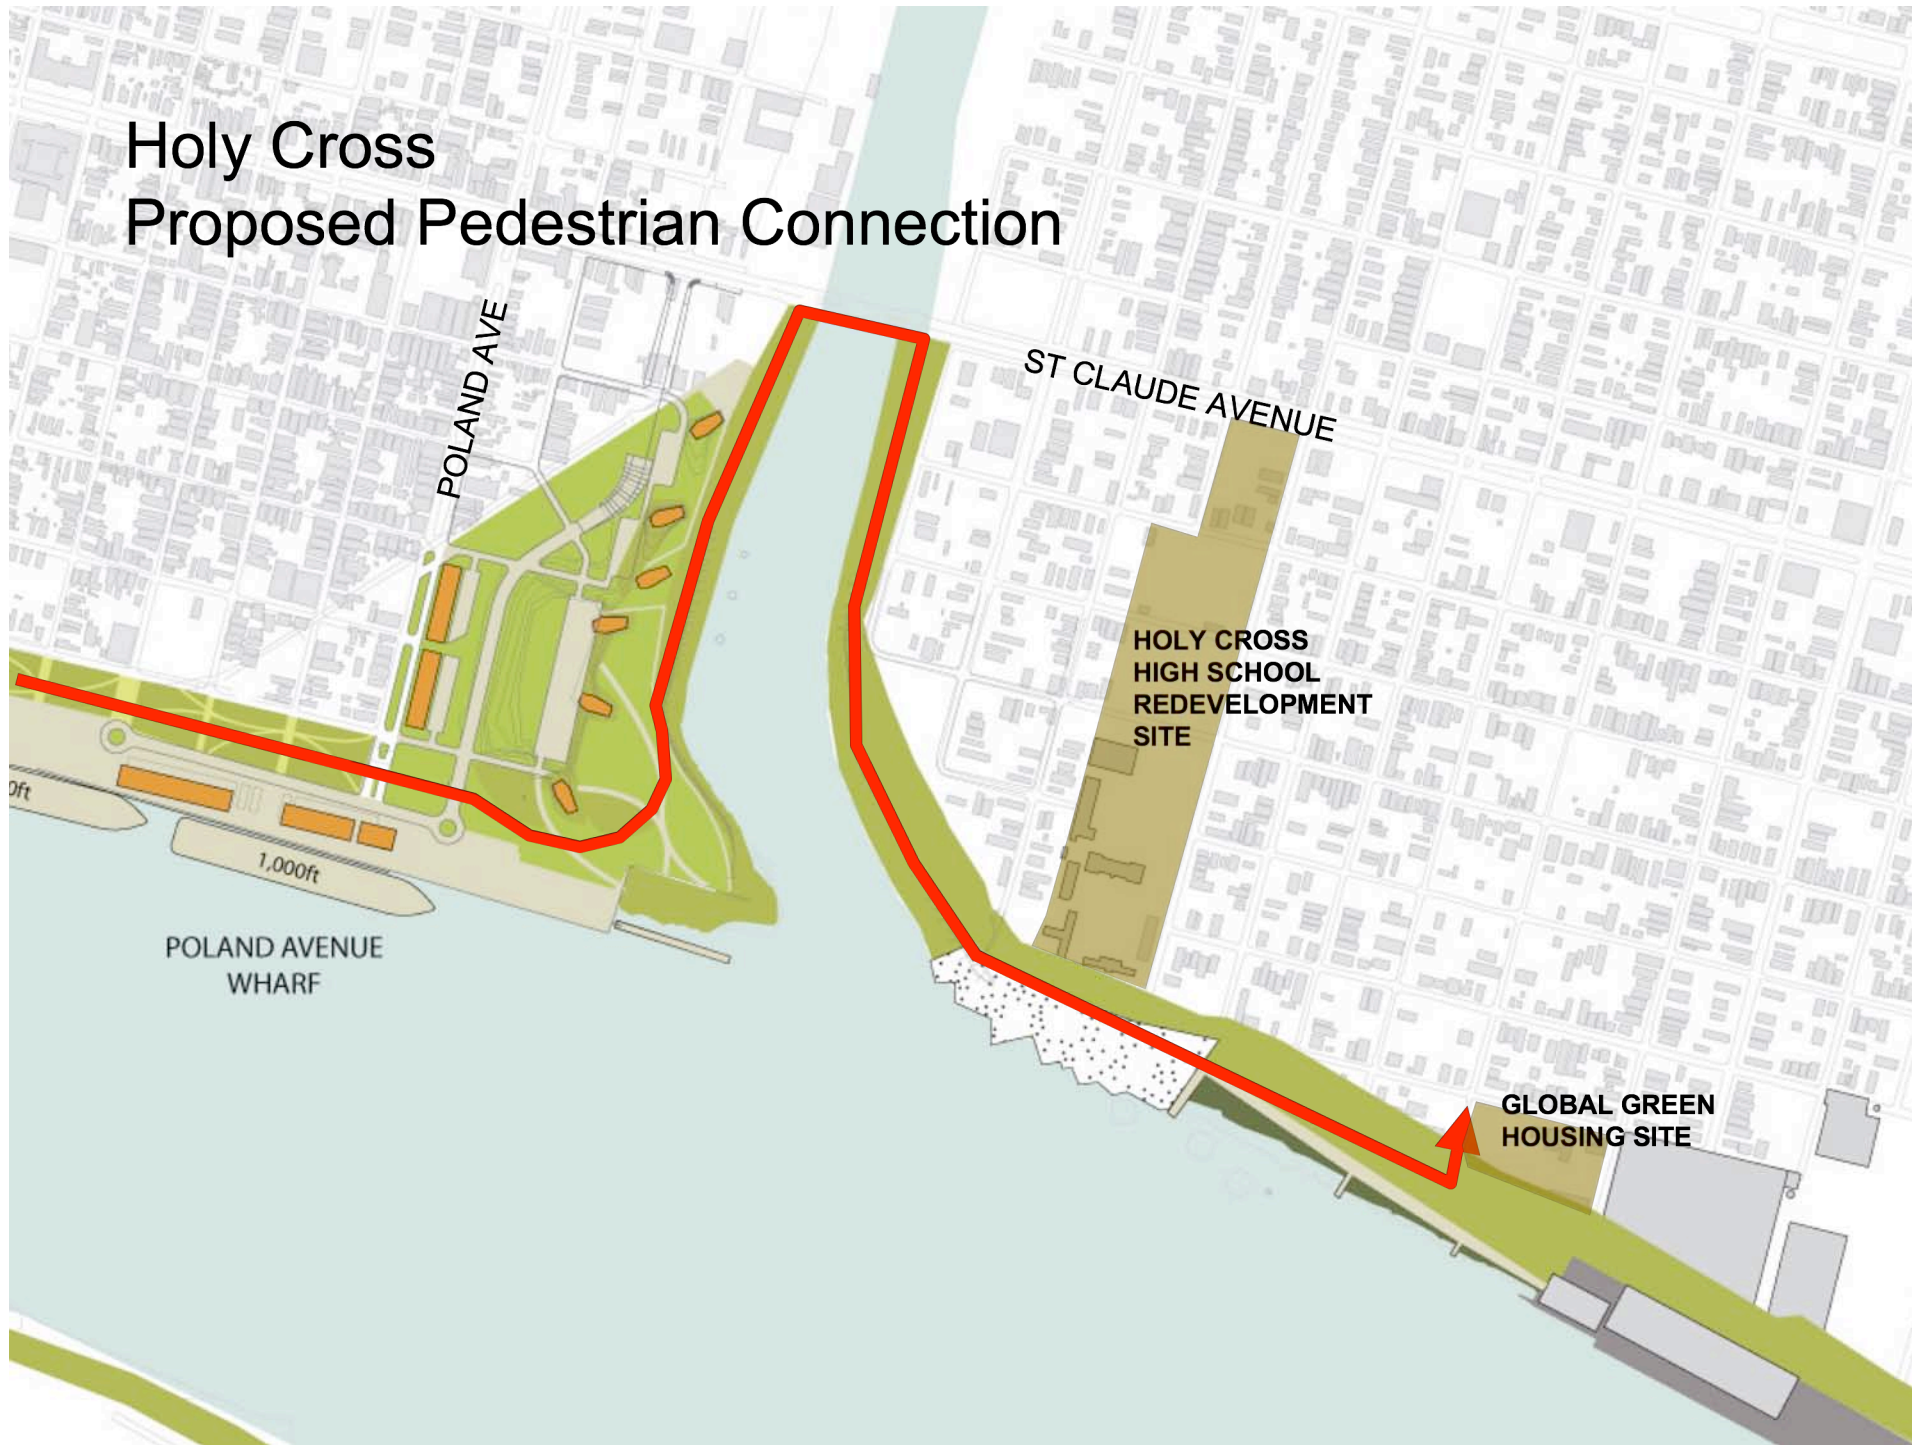 Holy Cross
Proposed Pedestrian Connection
POLAND AVE
ST CLAUDE AVENUE
HOLY CROSS
HIGH SCHOOL
REDEVELOPMENT
SITE
0ft
1,000ft
POLAND AVENUE
WHARF
GLOBAL GREEN
HOUSING SITE